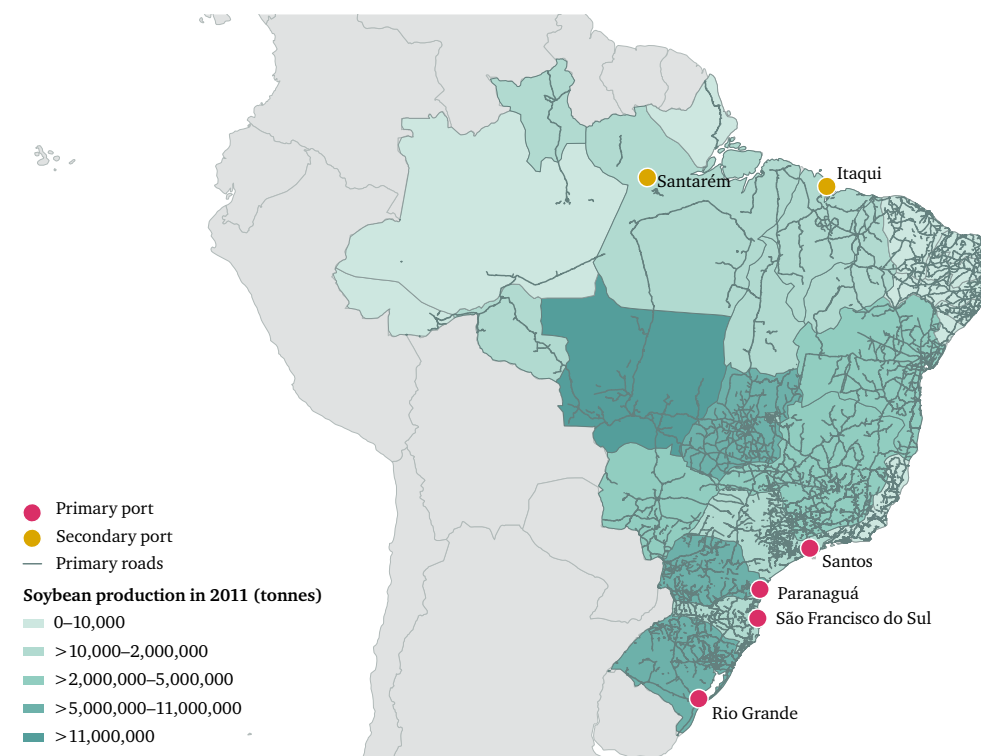 Itaqui
Santarém
Santos
Paranaguá
São Francisco do Sul
Rio Grande
Primary port
Secondary port
Primary roads
Soybean production in 2011 (tonnes)
0–10,000
>10,000–2,000,000
>2,000,000–5,000,000
>5,000,000–11,000,000
>11,000,000